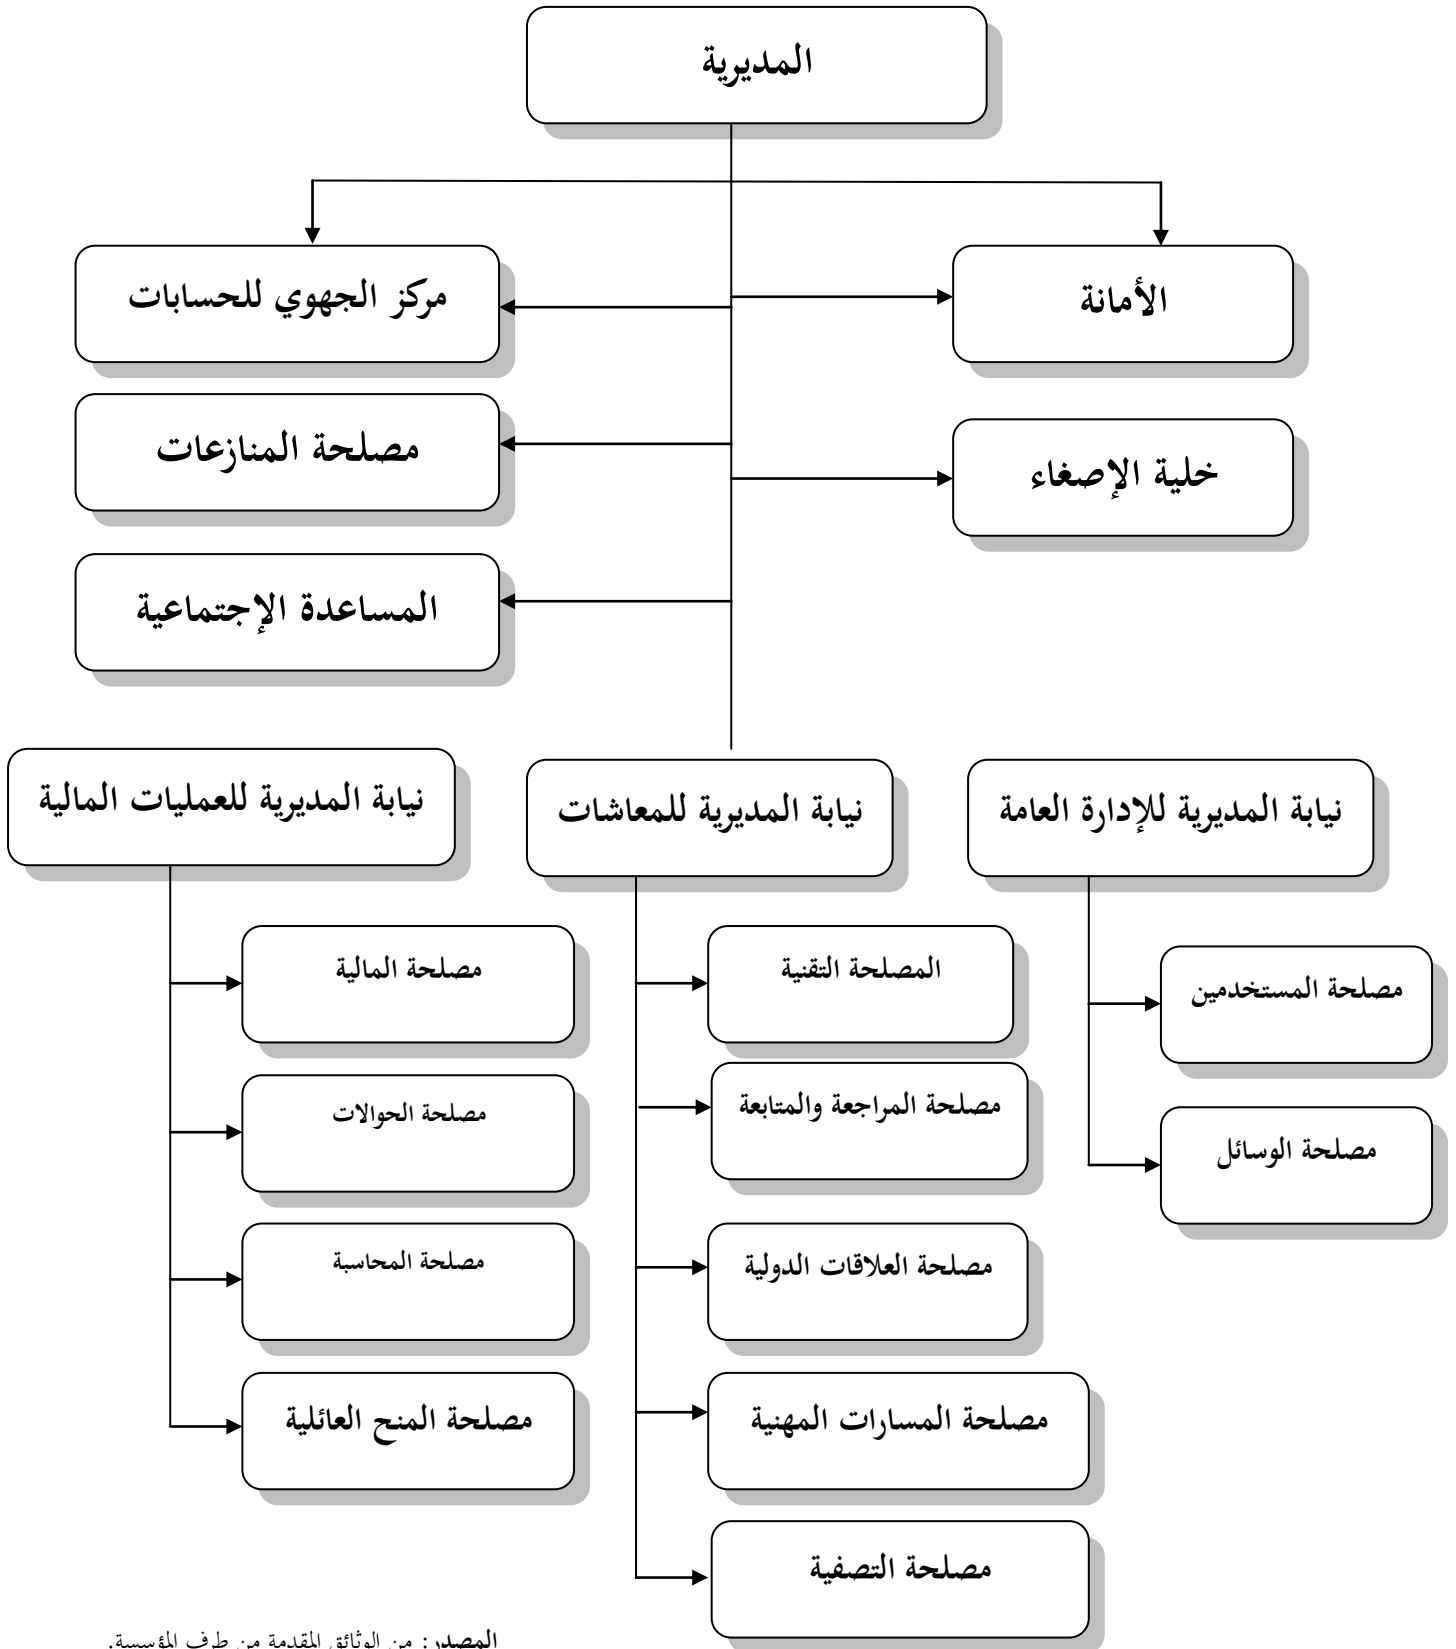 المديرية
الأمانة
مركز الجهوي للحسابات
مصلحة المنازعات
خلية الإصغاء
المساعدة الإجتماعية
نيابة المديرية للإدارة العامة
نيابة المديرية للمعاشات
نيابة المديرية للعمليات المالية
مصلحة المستخدمين
مصلحة الوسائل
المصلحة التقنية
مصلحة المراجعة والمتابعة
مصلحة العلاقات الدولية
مصلحة المسارات المهنية
مصلحة التصفية
مصلحة المالية
مصلحة الحوالات
مصلحة المحاسبة
مصلحة المنح العائلية
المصدر: من الوثائق المقدمة من طرف المؤسسة.